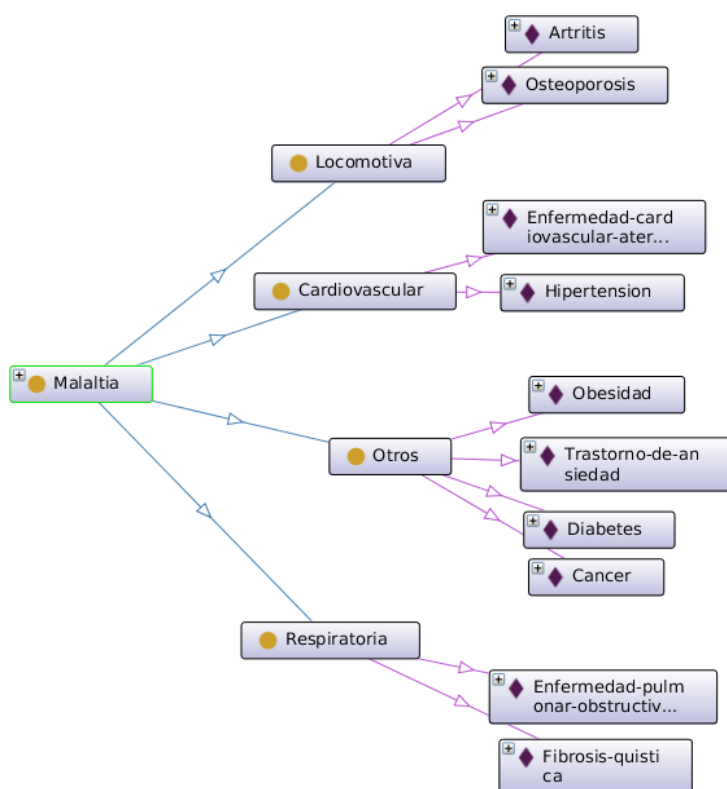 Artritis
Osteoporosis
Locomotiva
Enfermedad-card
iovascular-ater...
Cardiovascular
Hipertension
Malaltia
Obesidad
Otros
Trastorno-de-an
siedad
Diabetes
Cancer
Respiratoria
Enfermedad-pulm
onar-obstructiv...
Fibrosis-quisti
ca